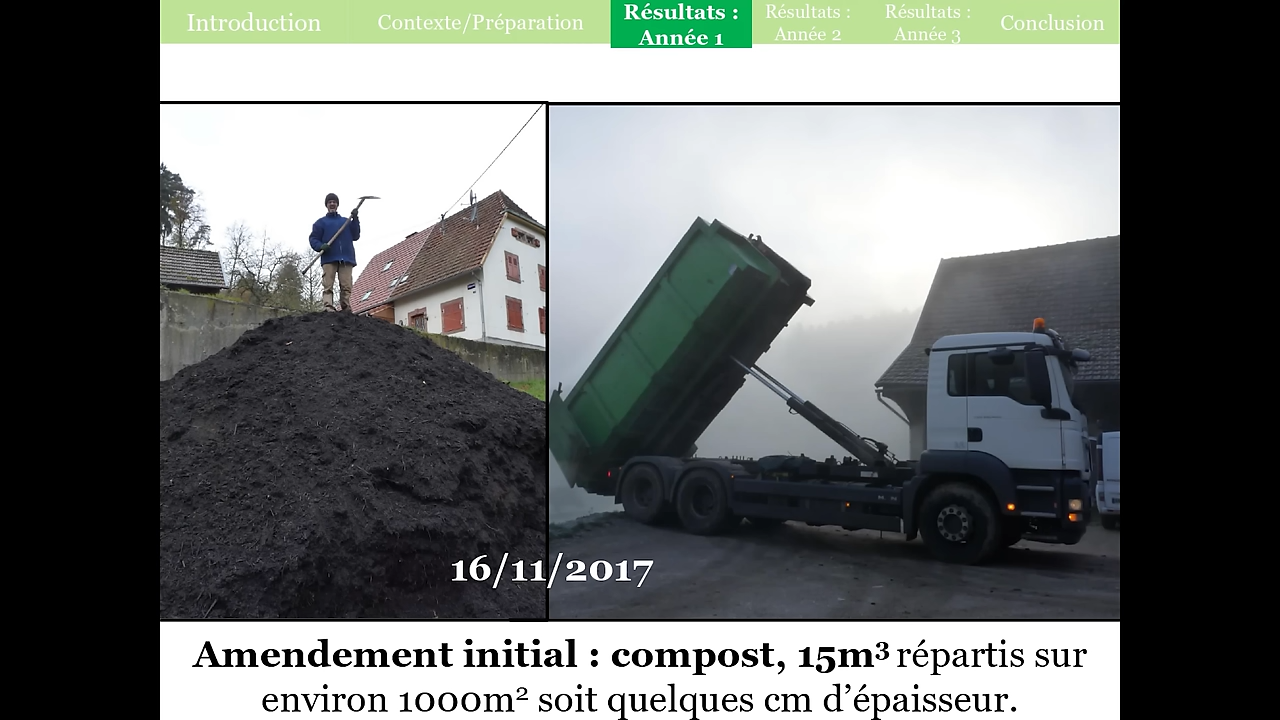 Introduction
Contexte/Préparation
Résultats :
Année 1
Résultats :
Année 2
Résultats :
Année 3
Conclusion
16/11/2017
Amendement initial : compost, 15m³ répartis sur
environ 1000m² soit quelques cm d’épaisseur.